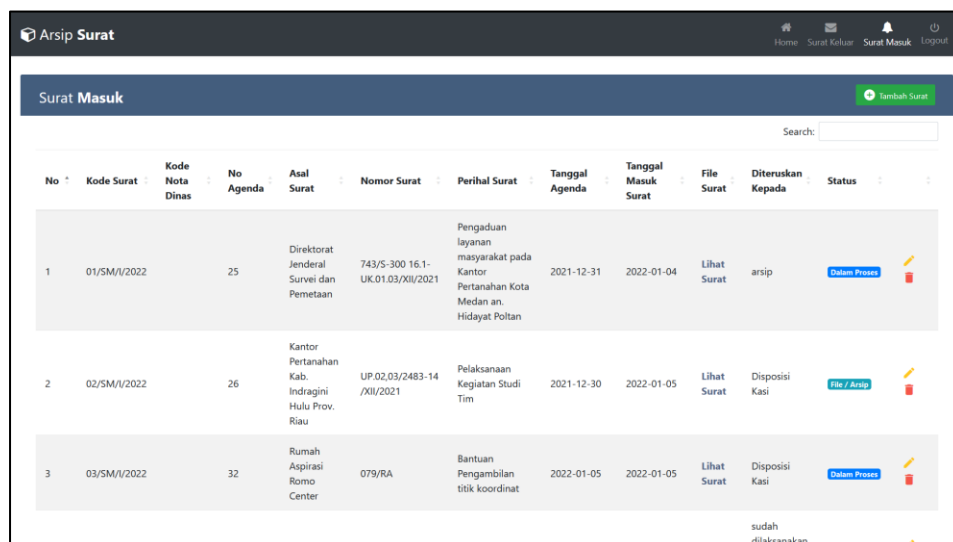 Arsip Surat
Home Surat Keluar Surat Masuk Logout
Surat Masuk
Tambah Surat
Search:
No
Kode Surat
Kode
Nota
Dinas
No
Agenda
Asal
Surat
Nomor Surat
Perihal Surat
Tanggal
Agenda
Tanggal
Masuk
Surat
File
Surat
Diteruskan
Kepada
Status
1
01/SM/I/2022
25
Direktorat
Jenderal
Survei dan
Pemetaan
743/S-300 16.1-
UK.01.03/XII/2021
Pengaduan
layanan
masyarakat pada
Kantor
Pertanahan Kota
Medan an.
Hidayat Poltan
2021-12-31
2022-01-04
Lihat
Surat
arsip
Dalam Proses
2
02/SM/I/2022
26
Kantor
Pertanahan
Kab.
Indragini
Hulu Prov.
Riau
UP.02,03/2483-14
/XII/2021
Pelaksanaan
Kegiatan Studi
Tim
2021-12-30
2022-01-05
Lihat
Surat
Disposisi
Kasi
File / Arsip
3
03/SM/I/2022
32
Rumah
Aspirasi
Romo
Center
079/RA
Bantuan
Pengambilan
titik koordinat
2022-01-05
2022-01-05
Lihat
Surat
Disposisi
Kasi
Dalam Proses
sudah
dilaksanakan